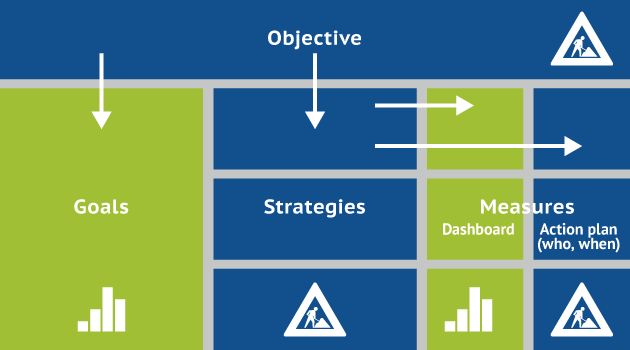 Objective
Goals
Strategies
Measures
Dashboard
Action plan
(who, when)